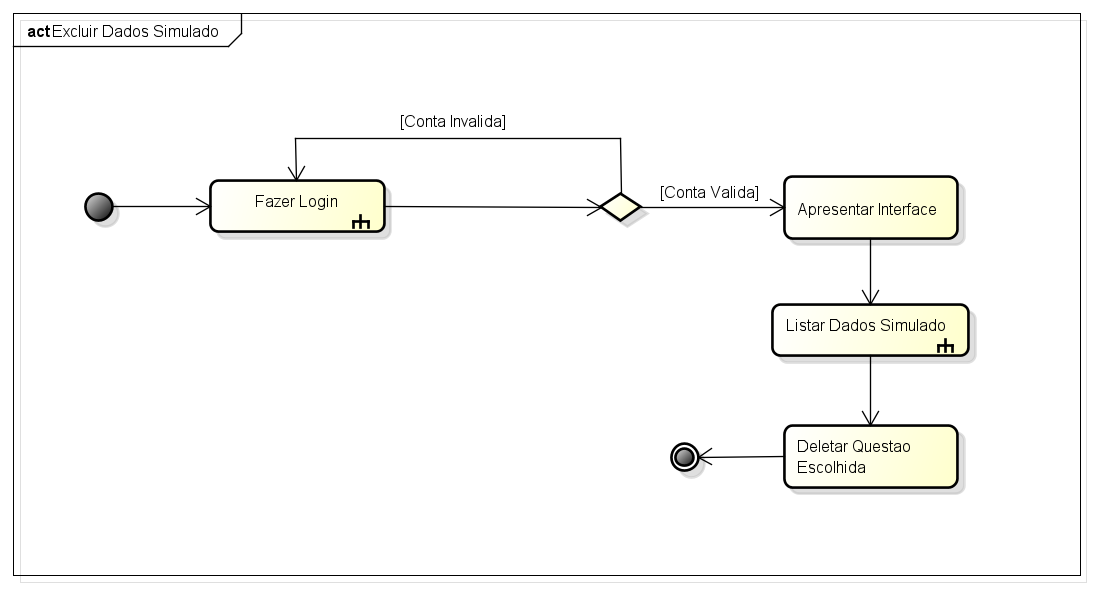 act Excluir Dados Simulado
[Conta Invalida]
Fazer Login
[Conta Valida]
Apresentar Interface
Listar Dados Simulado
Deletar Questao
Escolhida